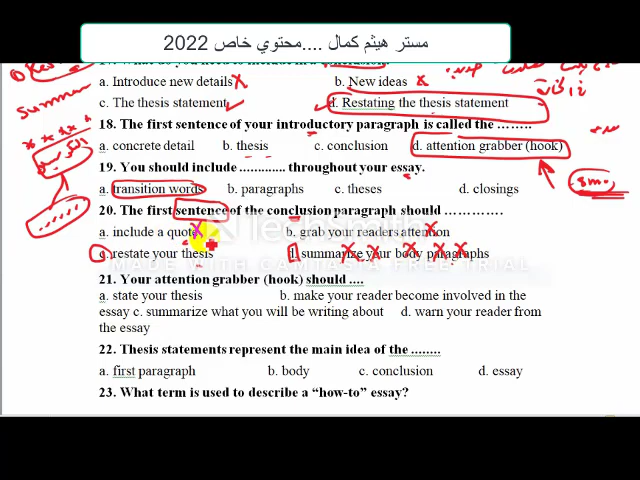 مستر هيثم كمال ....محتوي خاص 2022
a. Introduce new details b. New ideas
c. The thesis statement d. Restating the thesis statement
18. The first sentence of your introductory paragraph is called the ........
a. concrete detail b. thesis c. conclusion d. attention grabber (hook)
19. You should include ............. throughout your essay.
a. transition words b. paragraphs c. theses d. closings
20. The first sentence of the conclusion paragraph should ..............
a. include a quote b. grab your readers attention
c. restate your thesis d. summarize your body paragraphs
MADE WITH CAMTASIA FREE TRIAL
21. Your attention grabber (hook) should ....
a. state your thesis b. make your reader become involved in the
essay c. summarize what you will be writing about d. warn your reader from
the essay
22. Thesis statements represent the main idea of the ........
a. first paragraph b. body c. conclusion d. essay
23. What term is used to describe a “how-to” essay?